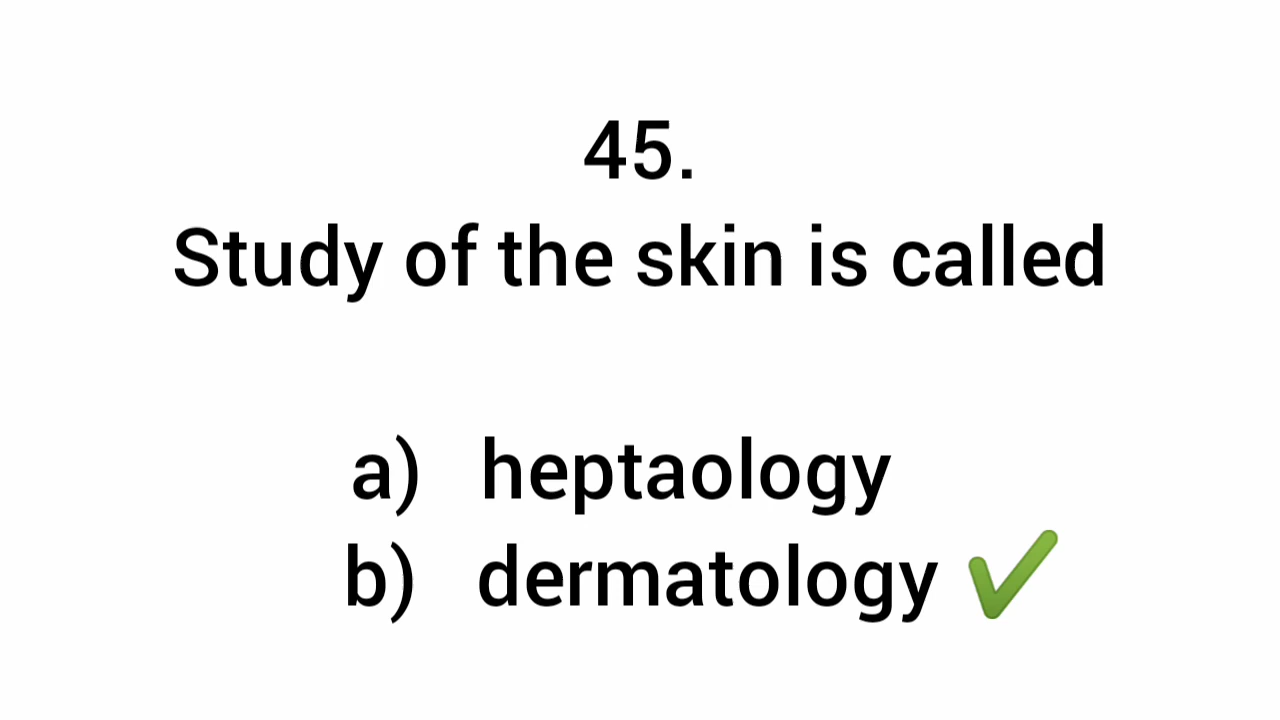 45.
Study of the skin is called
a) heptaology
b) dermatology ✔